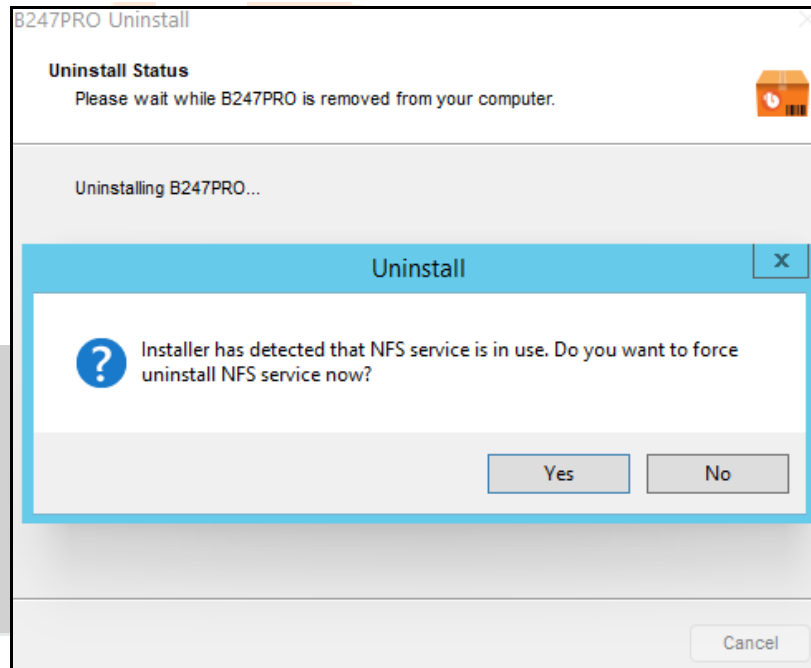 B247PRO Uninstall
Uninstall Status
Please wait while B247PRO is removed from your computer.
Uninstalling B247PRO...
Uninstall
Installer has detected that NFS service is in use. Do you want to force
uninstall NFS service now?
Yes No
Cancel